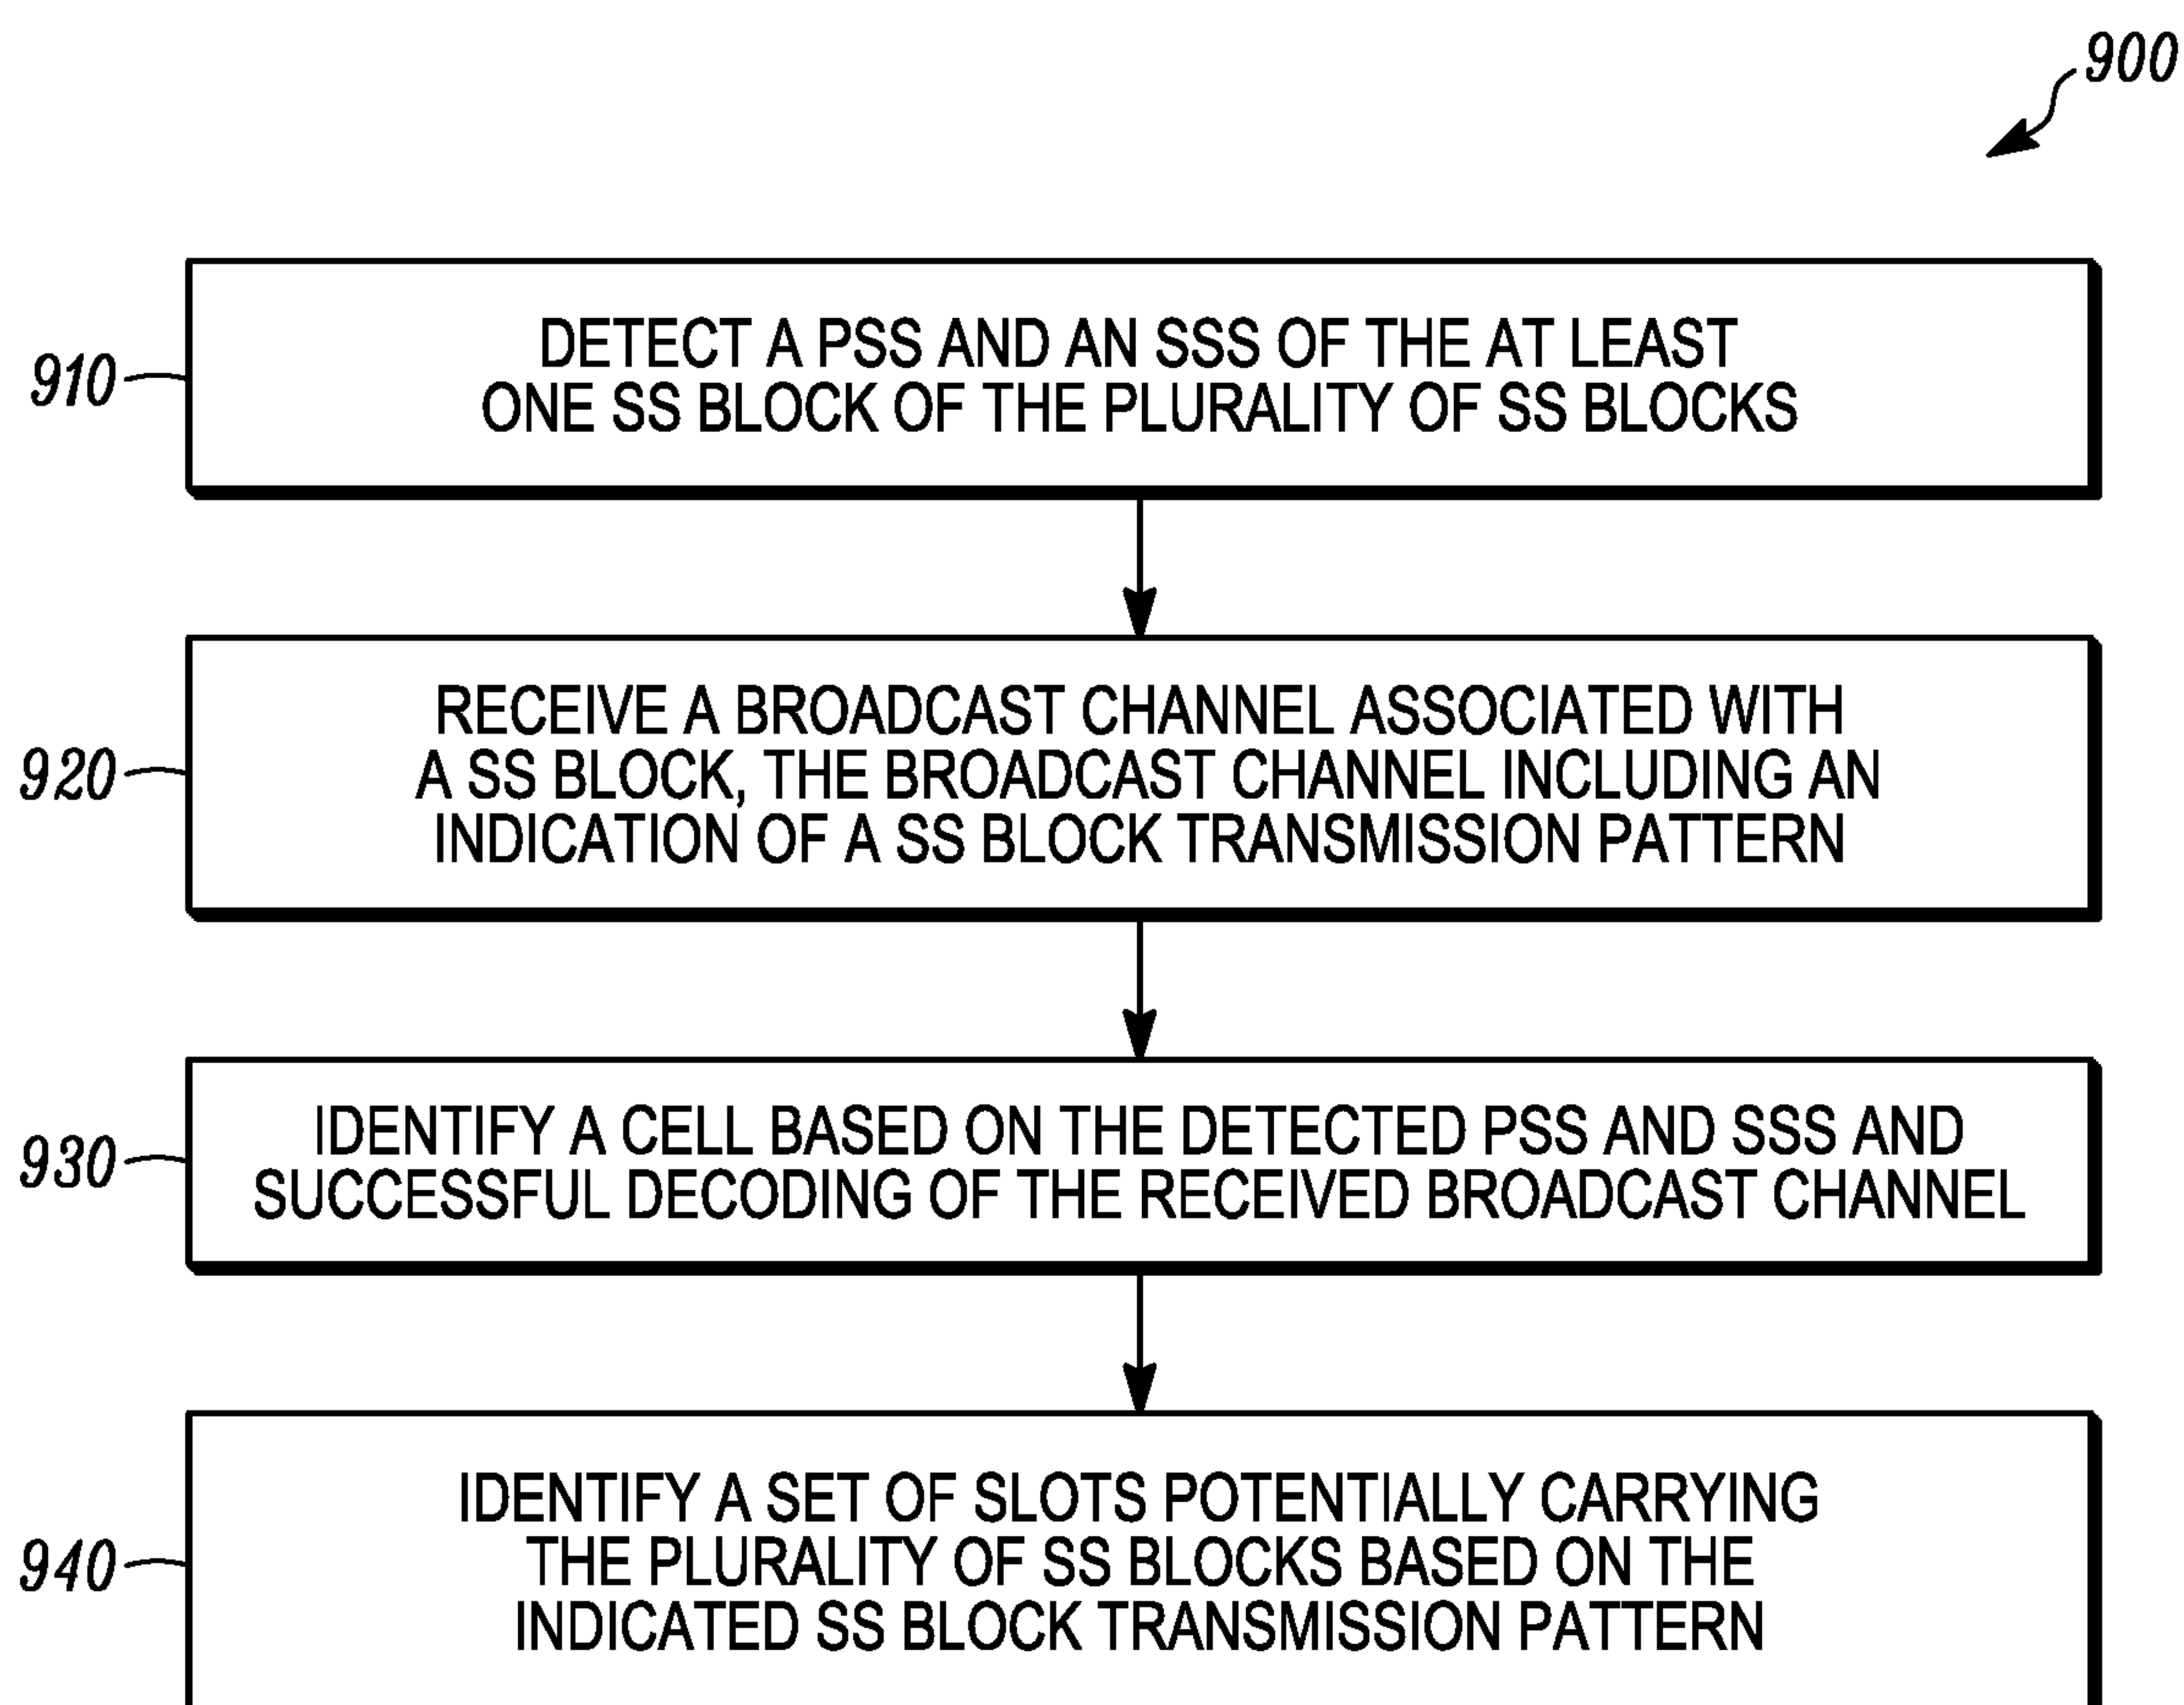 900
910
DETECT A PSS AND AN SSS OF THE AT LEAST
ONE SS BLOCK OF THE PLURALITY OF SS BLOCKS
920
RECEIVE A BROADCAST CHANNEL ASSOCIATED WITH
A SS BLOCK, THE BROADCAST CHANNEL INCLUDING AN
INDICATION OF A SS BLOCK TRANSMISSION PATTERN
930
IDENTIFY A CELL BASED ON THE DETECTED PSS AND SSS AND
SUCCESSFUL DECODING OF THE RECEIVED BROADCAST CHANNEL
940
IDENTIFY A SET OF SLOTS POTENTIALLY CARRYING
THE PLURALITY OF SS BLOCKS BASED ON THE
INDICATED SS BLOCK TRANSMISSION PATTERN